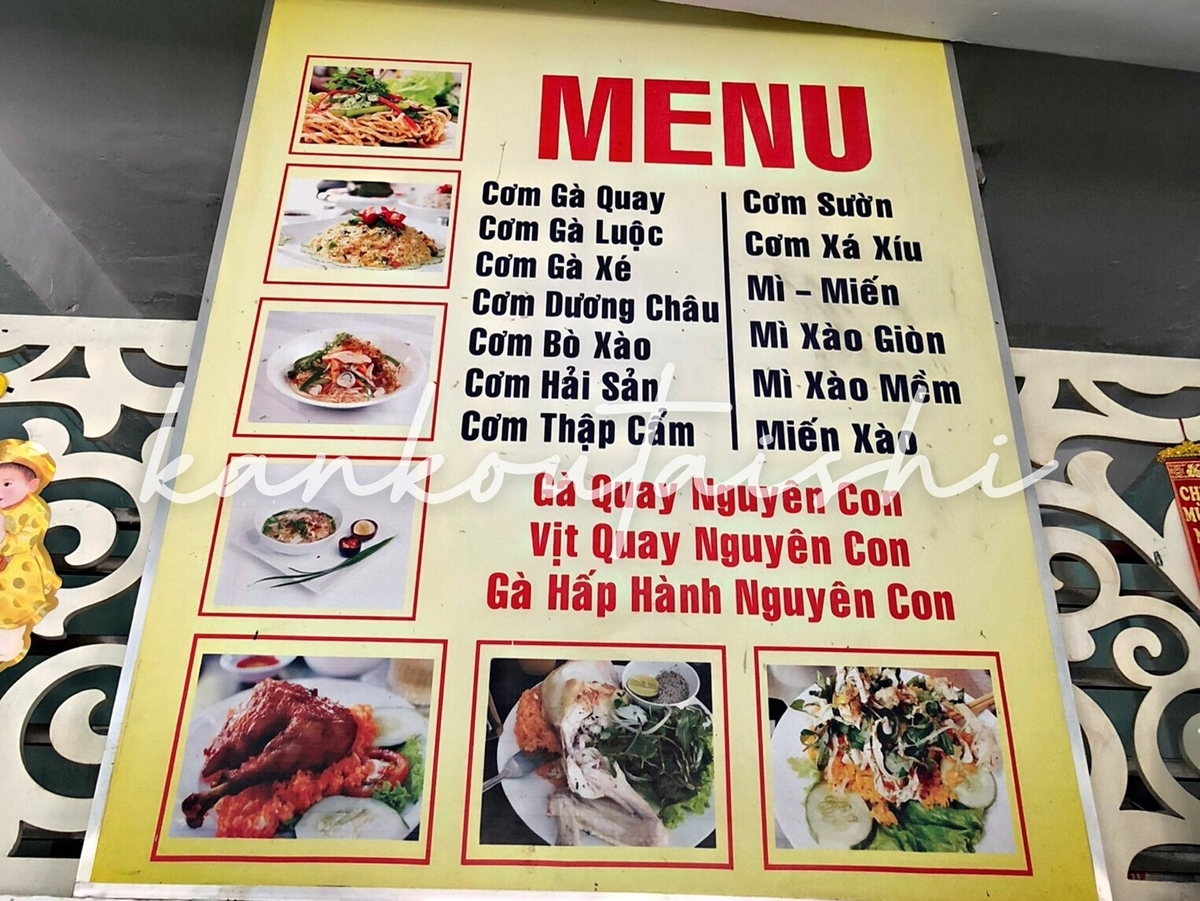 MENU
Cơm Gà Quay
Cơm Gà Luộc
Cơm Gà Xé
Cơm Dương Châu
Cơm Bò Xào
Cơm Hải Sản
Cơm Thập Cẩm
Cơm Sườn
Cơm Xá Xíu
Mì – Miến
Mì Xào Giòn
Mì Xào Mềm
Miến Xào
Gà Quay Nguyên Con
Vịt Quay Nguyên Con
Gà Hấp Hành Nguyên Con
kankoutaishi